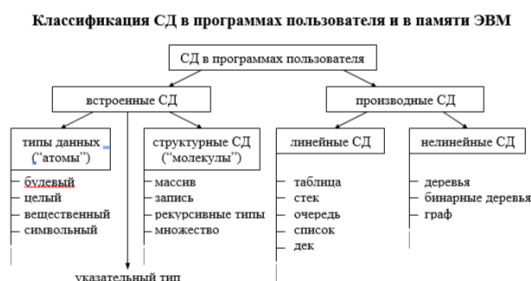 Классификация СД в программах пользователя и в памяти ЭВМ
СД в программах пользователя
встроенные СД
производные СД
типы данных
(“атомы”)
структурные СД
(“молекулы”)
линейные СД
нелинейные СД
булевый
целый
вещественный
символьный
массив
запись
рекурсивные типы
множество
таблица
стек
очередь
список
дек
деревья
бинарные деревья
граф
указательный тип